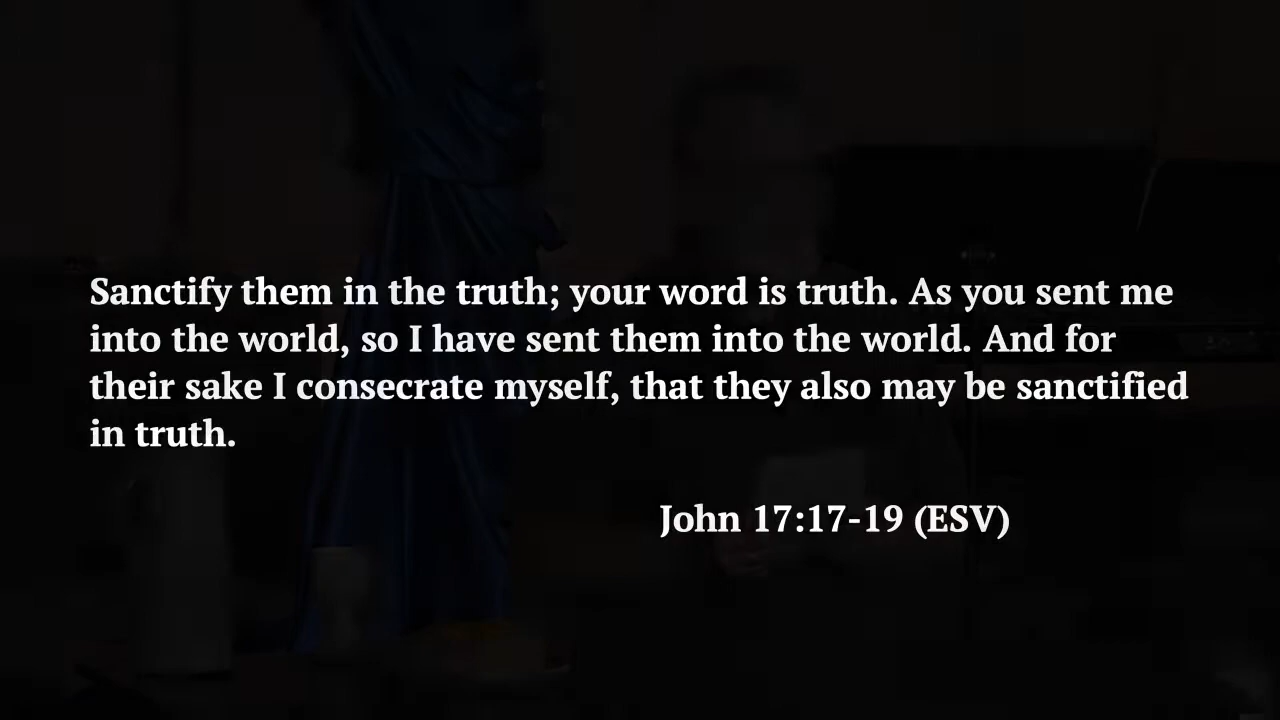 Sanctify them in the truth; your word is truth. As you sent me
into the world, so I have sent them into the world. And for
their sake I consecrate myself, that they also may be sanctified
in truth.
John 17:17-19 (ESV)